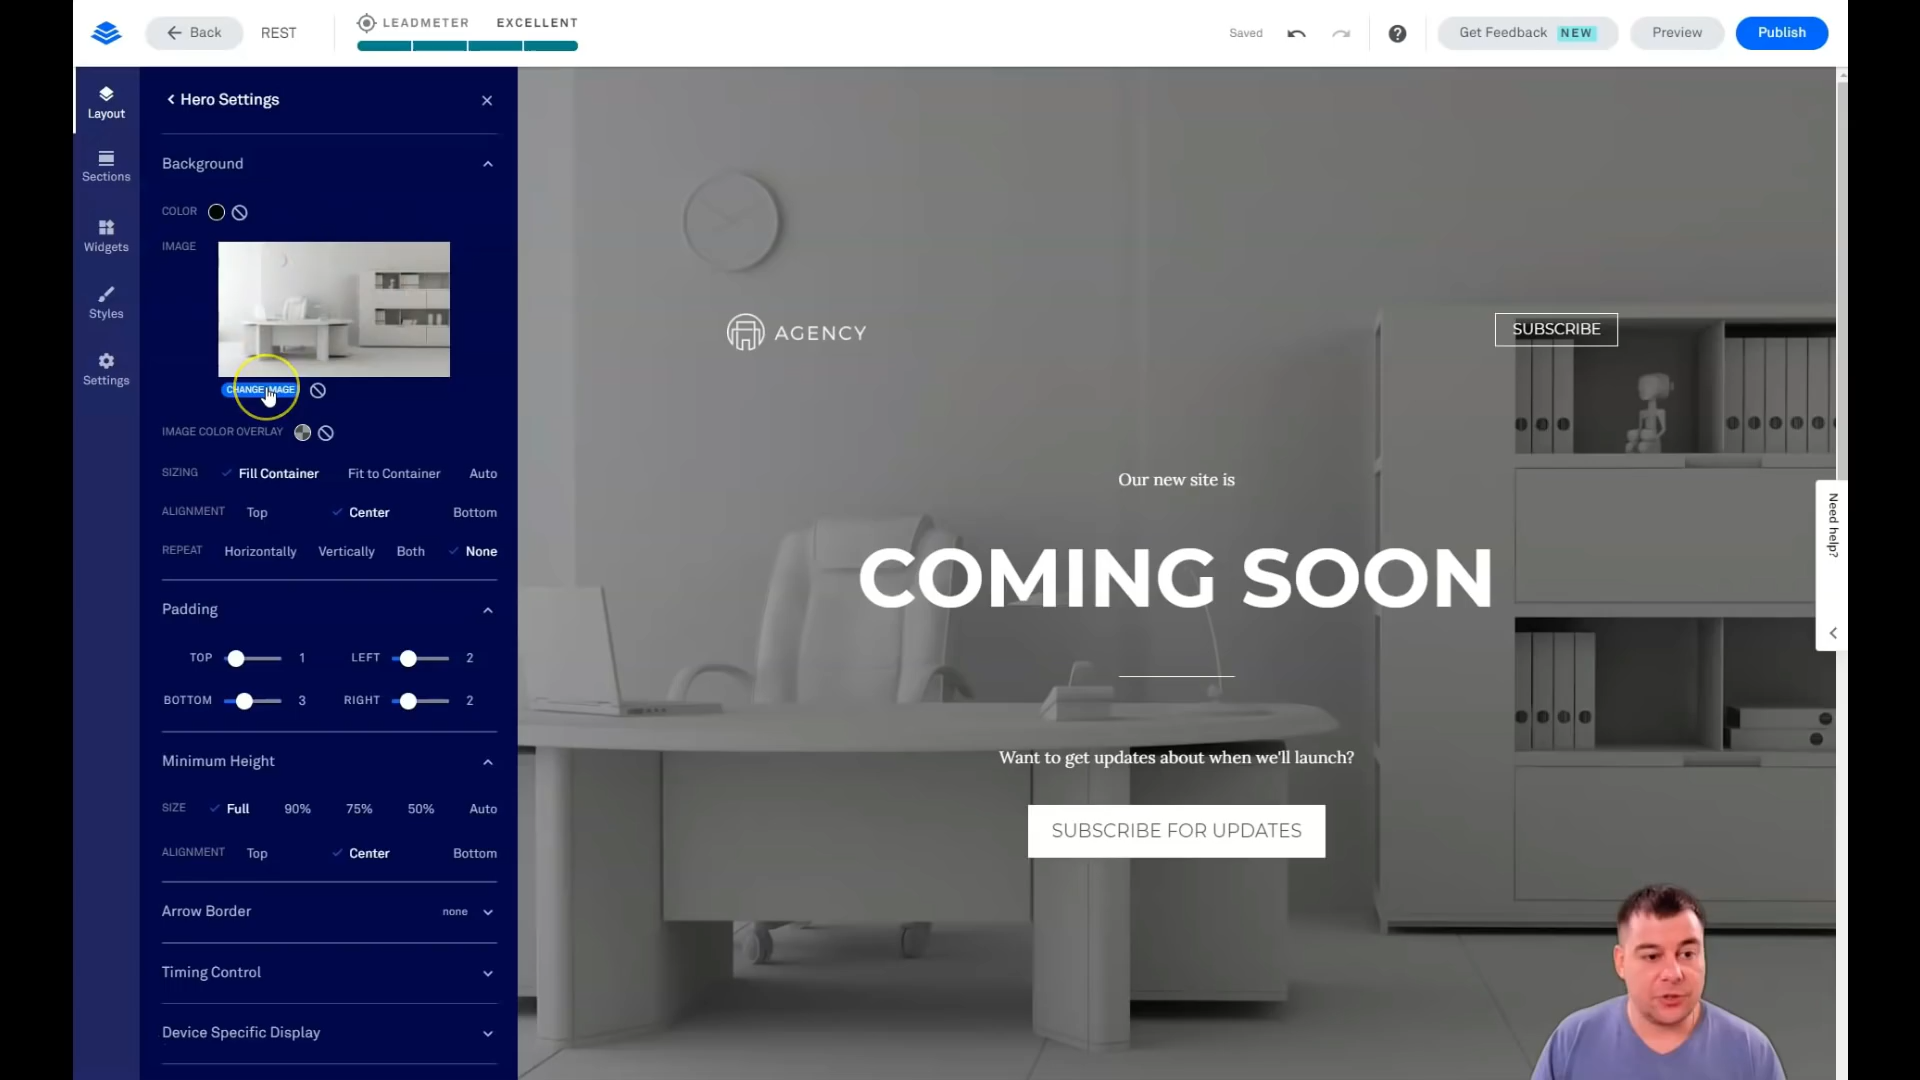 Back
REST
LEADMETER EXCELLENT
Saved
Get Feedback NEW
Preview
Publish
Layout
Sections
Widgets
Styles
Settings
Hero Settings
Background
COLOR
IMAGE
CHANGE IMAGE
IMAGE COLOR OVERLAY
SIZING Fill Container Fit to Container Auto
ALIGNMENT Top Center Bottom
REPEAT Horizontally Vertically Both None
Padding
TOP 1 LEFT 2
BOTTOM 3 RIGHT 2
Minimum Height
SIZE Full 90% 75% 50% Auto
ALIGNMENT Top Center Bottom
Arrow Border none
Timing Control
Device Specific Display
AGENCY
SUBSCRIBE
Our new site is
COMING SOON
Want to get updates about when we'll launch?
SUBSCRIBE FOR UPDATES
Need help?